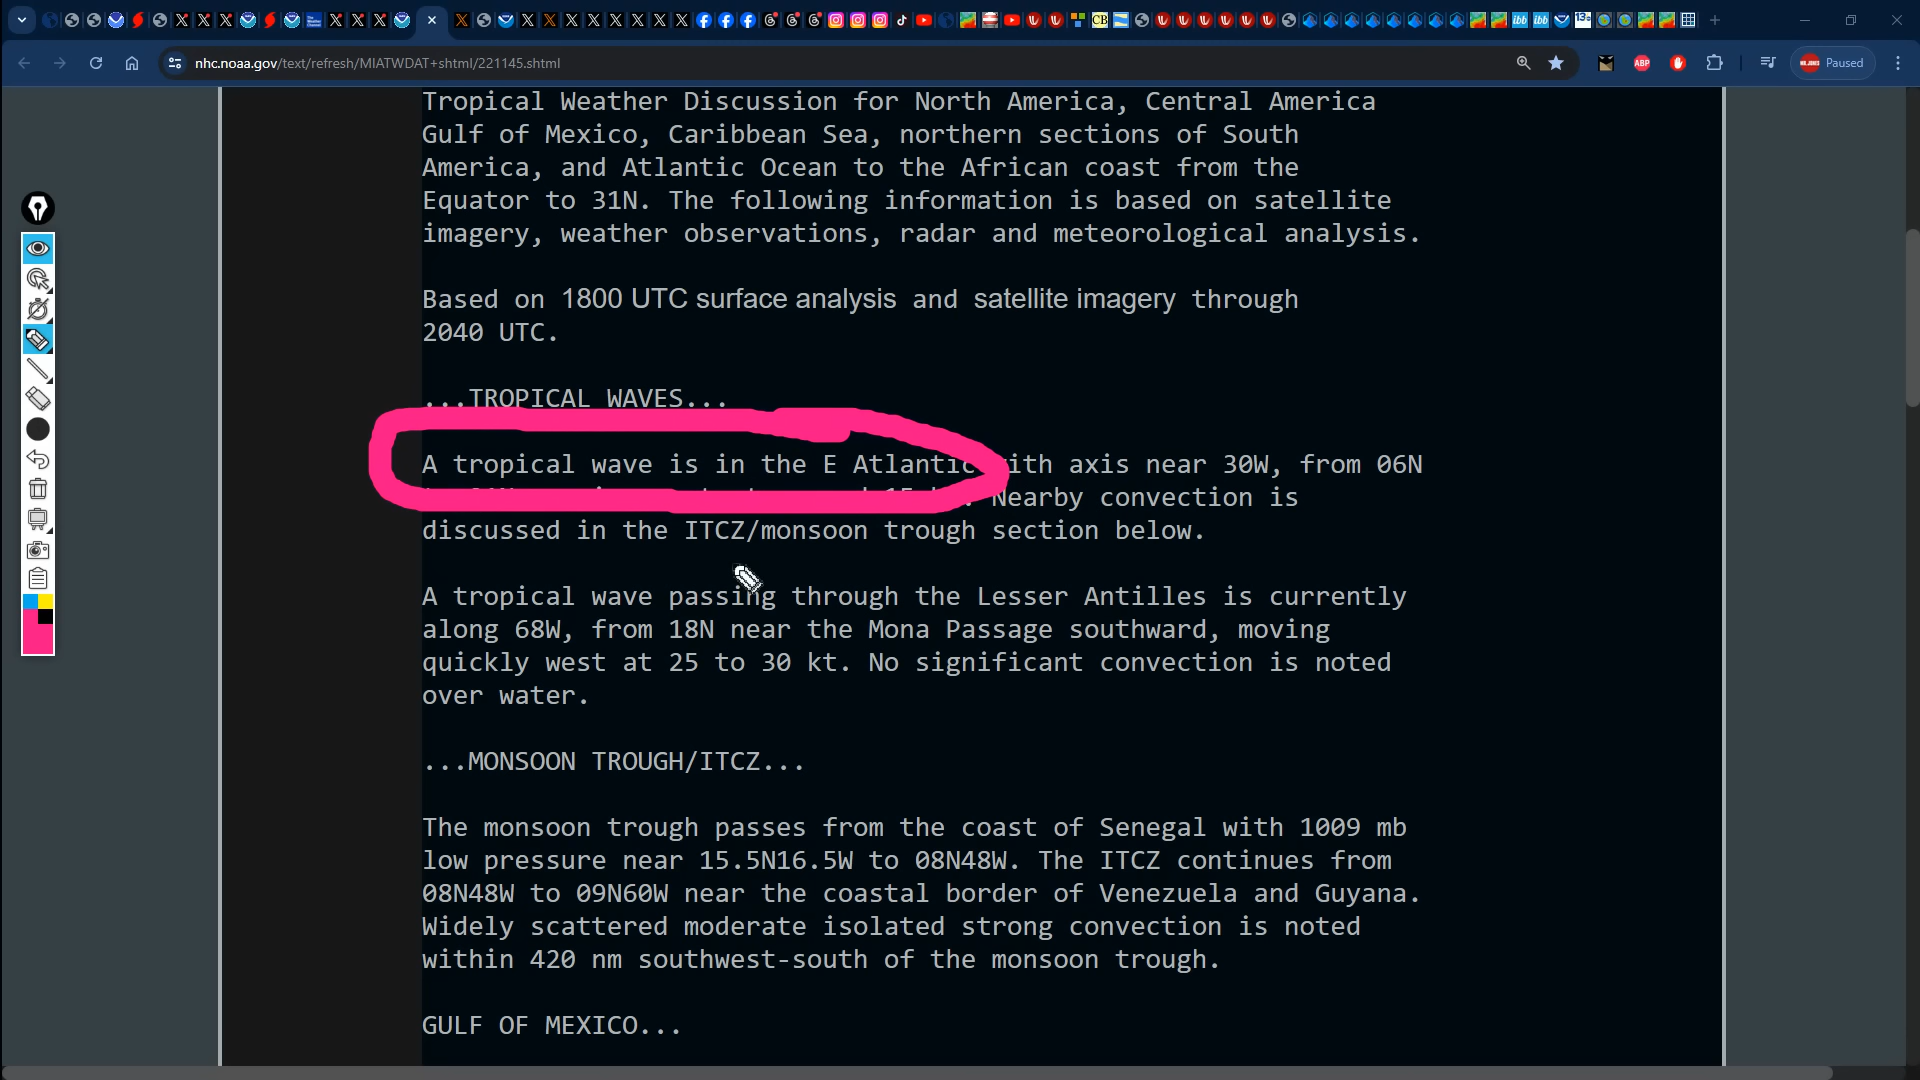 nhc.noaa.gov/text/refresh/MIATWDAT+shtml/221145.shtml
ABP
Paused
Tropical Weather Discussion for North America, Central America
Gulf of Mexico, Caribbean Sea, northern sections of South
America, and Atlantic Ocean to the African coast from the
Equator to 31N. The following information is based on satellite
imagery, weather observations, radar and meteorological analysis.
Based on 1800 UTC surface analysis and satellite imagery through
2040 UTC.
...TROPICAL WAVES...
A tropical wave is in the E Atlantic with axis near 30W, from 06N
Nearby convection is
discussed in the ITCZ/monsoon trough section below.
A tropical wave passing through the Lesser Antilles is currently
along 68W, from 18N near the Mona Passage southward, moving
quickly west at 25 to 30 kt. No significant convection is noted
over water.
...MONSOON TROUGH/ITCZ...
The monsoon trough passes from the coast of Senegal with 1009 mb
low pressure near 15.5N16.5W to 08N48W. The ITCZ continues from
08N48W to 09N60W near the coastal border of Venezuela and Guyana.
Widely scattered moderate isolated strong convection is noted
within 420 nm southwest-south of the monsoon trough.
GULF OF MEXICO...